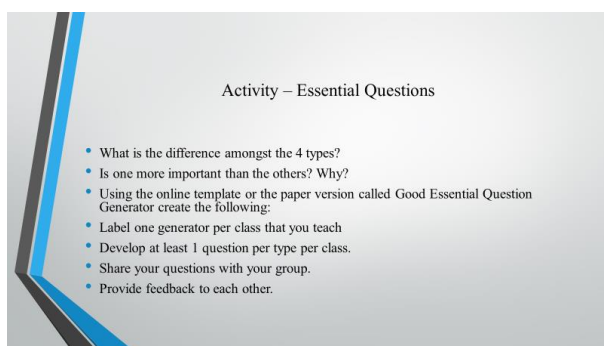 Activity – Essential Questions
• What is the difference amongst the 4 types?
• Is one more important than the others? Why?
• Using the online template or the paper version called Good Essential Question
Generator create the following:
• Label one generator per class that you teach
• Develop at least 1 question per type per class.
• Share your questions with your group.
• Provide feedback to each other.